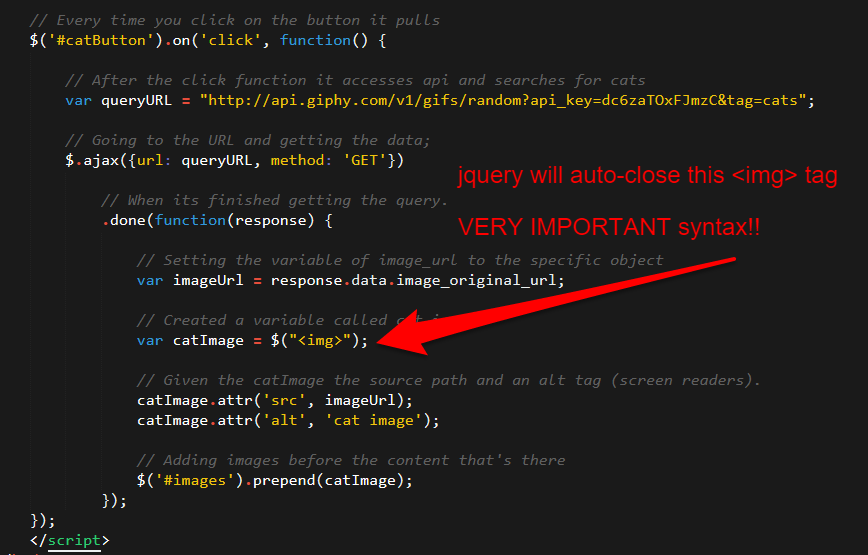 // Every time you click on the button it pulls
$('#catButton').on('click', function() {
// After the click function it accesses api and searches for cats
var queryURL = "http://api.giphy.com/v1/gifs/random?api_key=dc6zaTOxFJmzC&tag=cats";
// Going to the URL and getting the data;
$.ajax({url: queryURL, method: 'GET'})
jquery will auto-close this <img> tag
// When its finished getting the query.
.done(function(response) {
VERY IMPORTANT syntax!!
// Setting the variable of image_url to the specific object
var imageUrl = response.data.image_original_url;
// Created a variable called
var catImage = $("<img>");
// Given the catImage the source path and an alt tag (screen readers).
catImage.attr('src', imageUrl);
catImage.attr('alt', 'cat image');
// Adding images before the content that's there
$('#images').prepend(catImage);
});
});
</script>